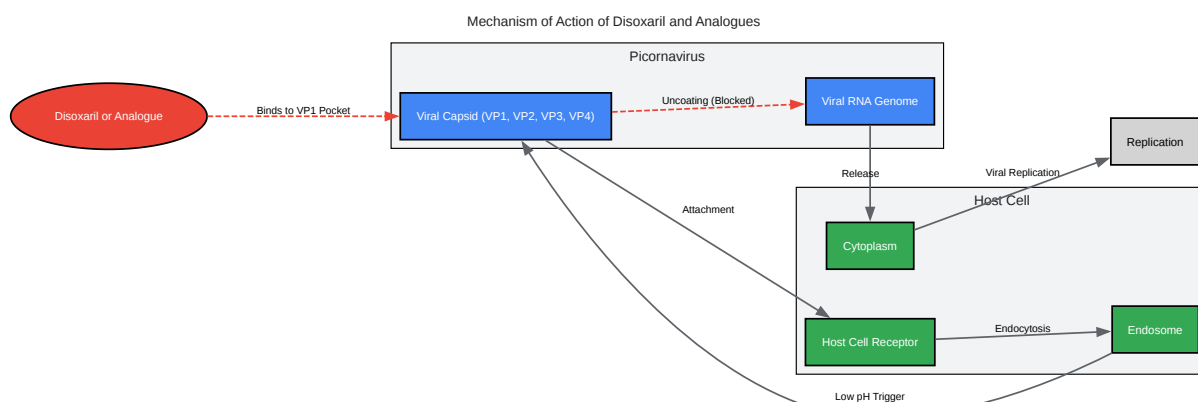 Mechanism of Action of Disoxaril and Analogues
Picornavirus
Disoxaril or Analogue
Binds to VP1 Pocket
Viral Capsid (VP1, VP2, VP3, VP4)
Uncoating (Blocked)
Viral RNA Genome
Replication
Release
Viral Replication
Host Cell
Attachment
Cytoplasm
Host Cell Receptor
Endocytosis
Endosome
Low pH Trigger